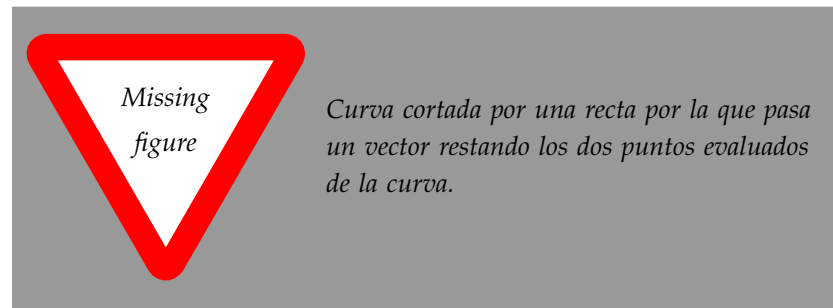 Missing
figure
Curva cortada por una recta por la que pasa
un vector restando los dos puntos evaluados
de la curva.